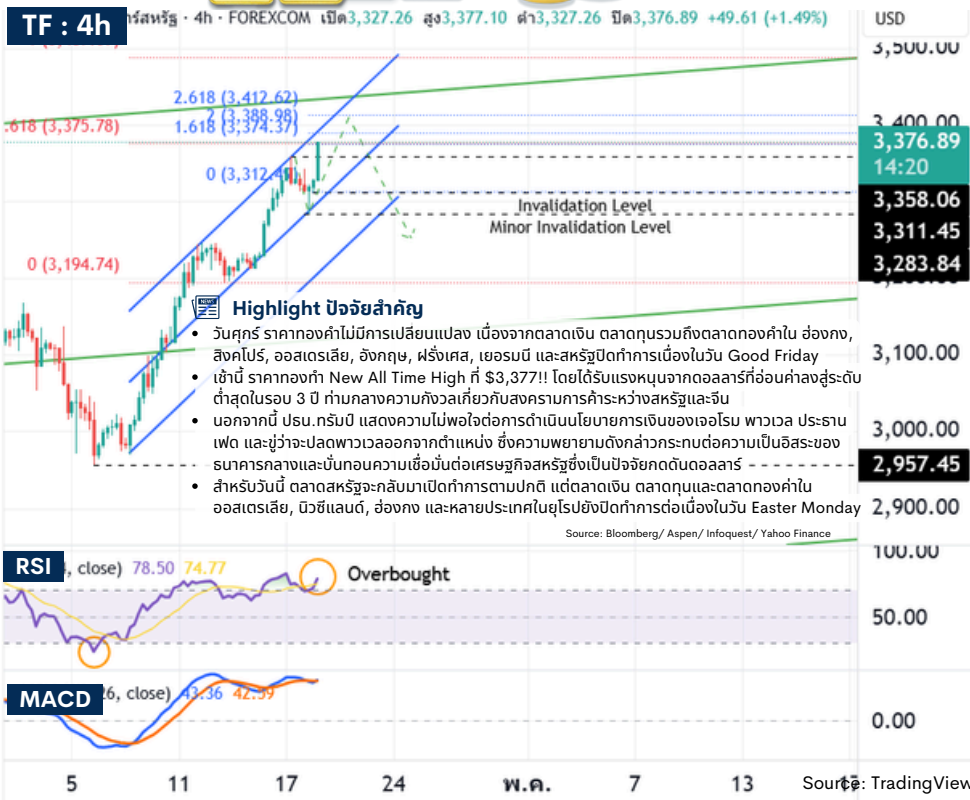 TF : 4h
ร์สหรัฐ · 4h · FOREXCOM เปิด3,327.26 สูง3,377.10 ต่ำ3,327.26 ปิด3,376.89 +49.61 (+1.49%)
USD
3,500.00
2.618 (3,412.62)
2 (3,388.98)
.618 (3,375.78)
1.618 (3,374.37)
3,400.00
3,376.89
14:20
0 (3,312.49)
3,358.06
Invalidation Level
3,311.45
Minor Invalidation Level
3,283.84
0 (3,194.74)
NEWS
Highlight ปัจจัยสำคัญ
• วันศุกร์ ราคาทองคำไม่มีการเปลี่ยนแปลง เนื่องจากตลาดเงิน ตลาดทุนรวมถึงตลาดทองคำใน ฮ่องกง,
สิงคโปร์, ออสเตรเลีย, อังกฤษ, ฝรั่งเศส, เยอรมนี และสหรัฐปิดทำการเนื่องในวัน Good Friday
3,100.00
• เช้านี้ ราคาทองทำ New All Time High ที่ $3,377!! โดยได้รับแรงหนุนจากดอลลาร์ที่อ่อนค่าลงสู่ระดับ
ต่ำสุดในรอบ 3 ปี ท่ามกลางความกังวลเกี่ยวกับสงครามการค้าระหว่างสหรัฐและจีน
• นอกจากนี้ ปธน.ทรัมป์ แสดงความไม่พอใจต่อการดำเนินนโยบายการเงินของเจอโรม พาวเวล ประธาน
3,000.00
เฟด และขู่ว่าจะปลดพาวเวลออกจากตำแหน่ง ซึ่งความพยายามดังกล่าวกระทบต่อความเป็นอิสระของ
ธนาคารกลางและบั่นทอนความเชื่อมั่นต่อเศรษฐกิจสหรัฐซึ่งเป็นปัจจัยกดดันดอลลาร์
2,957.45
• สำหรับวันนี้ ตลาดสหรัฐจะกลับมาเปิดทำการตามปกติ แต่ตลาดเงิน ตลาดทุนและตลาดทองคำใน
ออสเตรเลีย, นิวซีแลนด์, ฮ่องกง และหลายประเทศในยุโรปยังปิดทำการต่อเนื่องในวัน Easter Monday
2,900.00
Source: Bloomberg/ Aspen/ Infoquest/ Yahoo Finance
100.00
RSI
, close) 78.50 74.77
Overbought
50.00
MACD
26, close) 43.36 42.59
0.00
5 11 17 24 พ.ค. 7 13
Source: TradingView